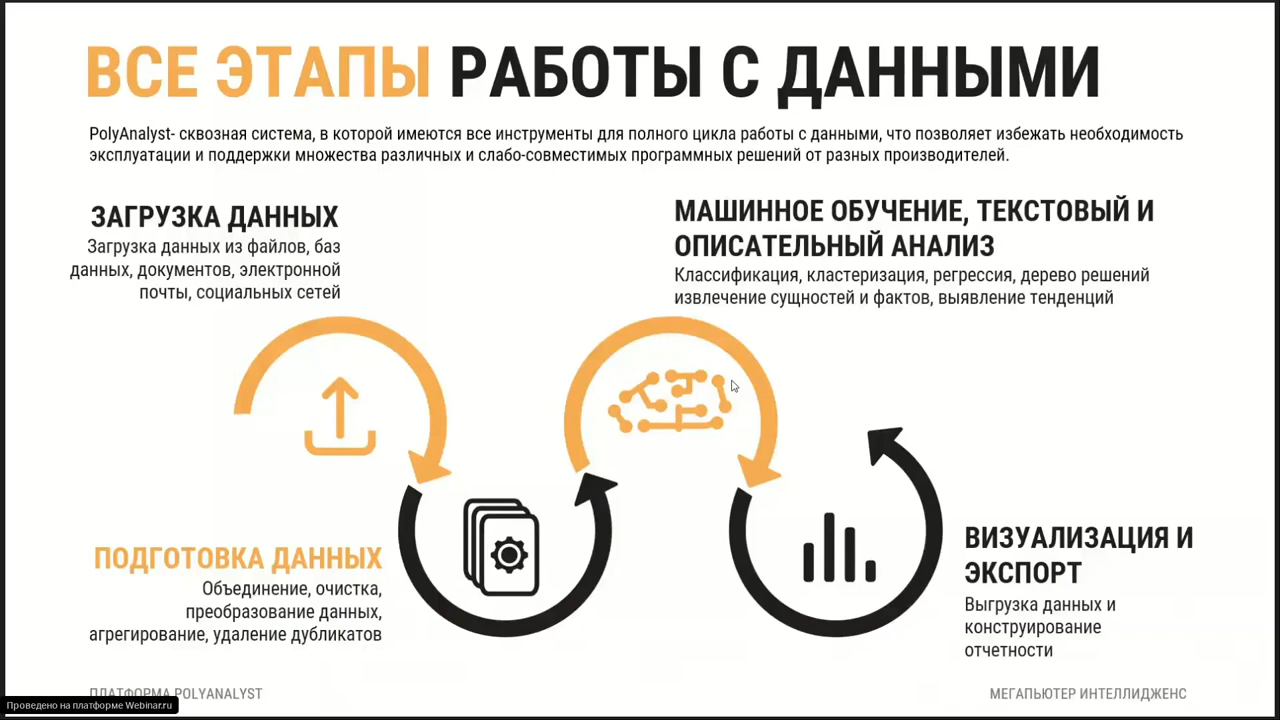 ВСЕ ЭТАПЫ РАБОТЫ С ДАННЫМИ
PolyAnalyst- сквозная система, в которой имеются все инструменты для полного цикла работы с данными, что позволяет избежать необходимость
эксплуатации и поддержки множества различных и слабо-совместимых программных решений от разных производителей.
ЗАГРУЗКА ДАННЫХ
Загрузка данных из файлов, баз
данных, документов, электронной
почты, социальных сетей
МАШИННОЕ ОБУЧЕНИЕ, ТЕКСТОВЫЙ И
ОПИСАТЕЛЬНЫЙ АНАЛИЗ
Классификация, кластеризация, регрессия, дерево решений
извлечение сущностей и фактов, выявление тенденций
ПОДГОТОВКА ДАННЫХ
Объединение, очистка,
преобразование данных,
агрегирование, удаление дубликатов
ВИЗУАЛИЗАЦИЯ И
ЭКСПОРТ
Выгрузка данных и
конструирование
отчетности
ПЛАТФОРМА POLYANALYST
МЕГАПЬЮТЕР ИНТЕЛЛИДЖЕНС
Проведено на платформе Webinar.ru